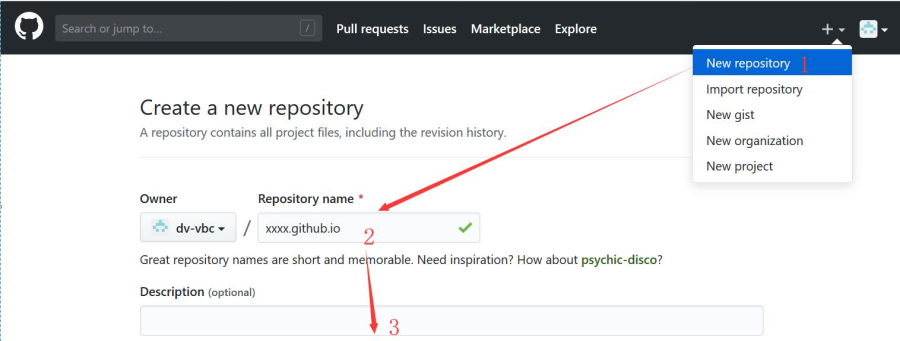 Search or jump to... /
Pull requests Issues Marketplace Explore
New repository 1
Import repository
New gist
New organization
New project
Create a new repository
A repository contains all project files, including the revision history.
Owner Repository name *
dv-vbc / xxxx.github.io
2
Great repository names are short and memorable. Need inspiration? How about psychic-disco?
Description (optional)
3